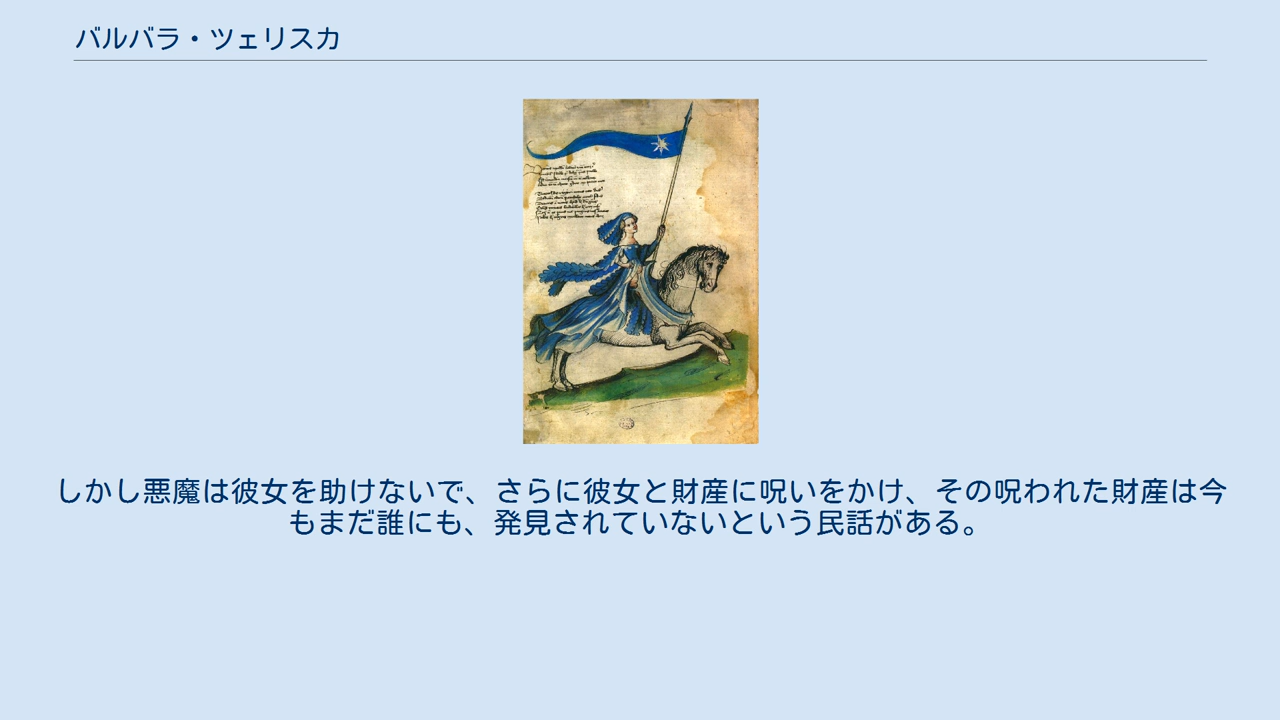 バルバラ・ツェリスカ
しかし悪魔は彼女を助けないで、さらに彼女と財産に呪いをかけ、その呪われた財産は今
もまだ誰にも、発見されていないという民話がある。